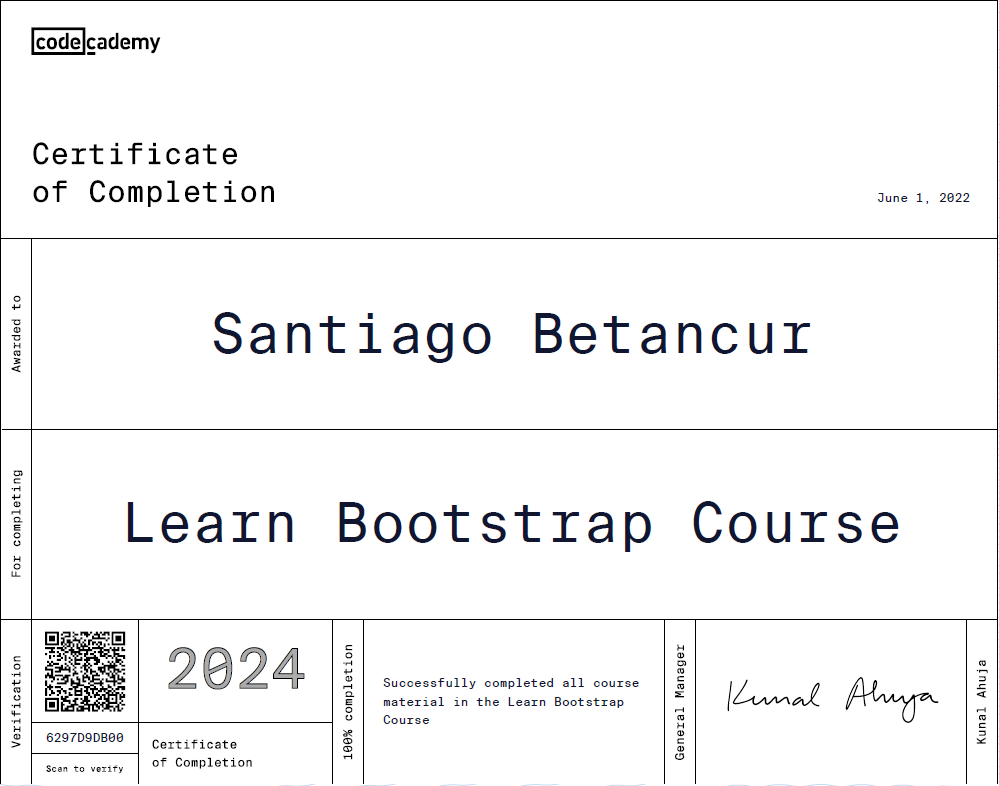 codecademy
Certificate
of Completion
June 1, 2022
Awarded to
Santiago Betancur
For completing
Learn Bootstrap Course
Verification
6297D9DB00
Scan to verify
2024
Certificate
of Completion
100% completion
Successfully completed all course
material in the Learn Bootstrap
Course
General Manager
Kunal Ahuja
Kunal Ahuja